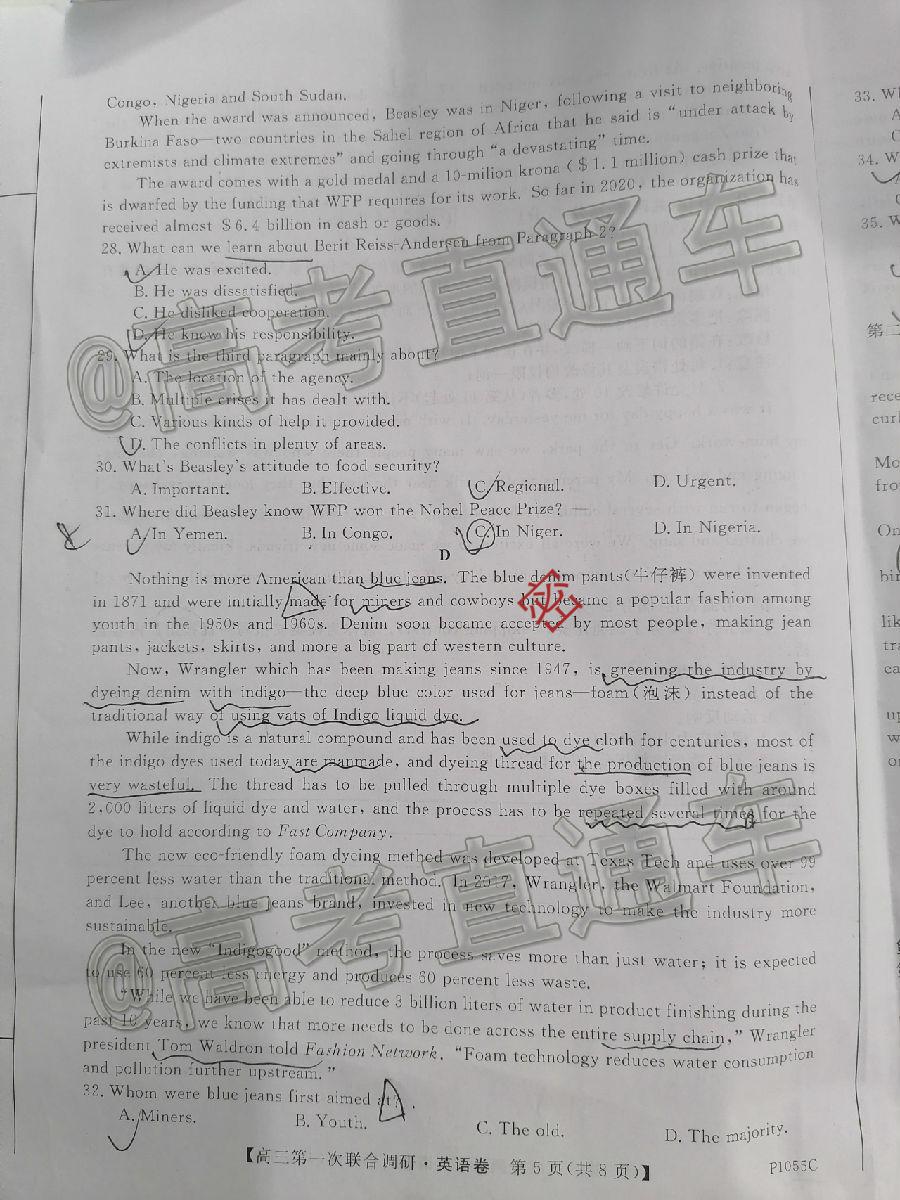 Congo, Nigeria and South Sudan.
When the award was announced, Beasley was in Niger, following a visit to neighboring
Burkina Faso—two countries in the Sahel region of Africa that he said is "under attack by
extremists and climate extremes" and going through "a devastating" time.
The award comes with a gold medal and a 10-milion krona ($1.1 million) cash prize that
is dwarfed by the funding that WFP requires for its work. So far in 2020, the organization has
received almost $6.4 billion in cash or goods.
28. What can we learn about Berit Reiss-Andersen from Paragraph 2?
A. He was excited.
B. He was dissatisfied.
C. He disliked cooperation.
D. He knew his responsibility.
29. What is the third paragraph mainly about?
A. The location of the agency.
B. Multiple crises it has dealt with.
C. Various kinds of help it provided.
D. The conflicts in plenty of areas.
30. What's Beasley's attitude to food security?
A. Important. B. Effective. C. Regional. D. Urgent.
31. Where did Beasley know WFP won the Nobel Peace Prize?
A. In Yemen. B. In Congo. C. In Niger. D. In Nigeria.
D
Nothing is more American than blue jeans. The blue denim pants(牛仔裤) were invented
in 1871 and were initially made for miners and cowboys but became a popular fashion among
youth in the 1950s and 1960s. Denim soon became accepted by most people, making jean
pants, jackets, skirts, and more a big part of western culture.
Now, Wrangler which has been making jeans since 1947, is greening the industry by
dyeing denim with indigo—the deep blue color used for jeans—foam(泡沫) instead of the
traditional way of using vats of Indigo liquid dye.
While indigo is a natural compound and has been used to dye cloth for centuries, most of
the indigo dyes used today are manmade, and dyeing thread for the production of blue jeans is
very wasteful. The thread has to be pulled through multiple dye boxes filled with around
2,000 liters of liquid dye and water, and the process has to be repeated several times for the
dye to hold according to Fast Company.
The new eco-friendly foam dyeing method was developed at Texas Tech and uses over 99
percent less water than the traditional method. In 2017, Wrangler, the Walmart Foundation,
and Lee, another blue jeans brand, invested in new technology to make the industry more
sustainable.
In the new "Indigogood" method, the process saves more than just water; it is expected
to use 60 percent less energy and produces 60 percent less waste.
"While we have been able to reduce 3 billion liters of water in product finishing during the
past 10 years, we know that more needs to be done across the entire supply chain," Wrangler
president Tom Waldron told Fashion Network. "Foam technology reduces water consumption
and pollution further upstream."
32. Whom were blue jeans first aimed at?
A. Miners. B. Youth. C. The old. D. The majority.
【高三第一次联合调研·英语卷 第5页(共8页)】 P1055C
33. W
A
C
34. W
35. W
第二
rece
curl
Mo
fro
On
bir
lik
tra
ca
up
w
or
@高考直通车
@高考直通车
密